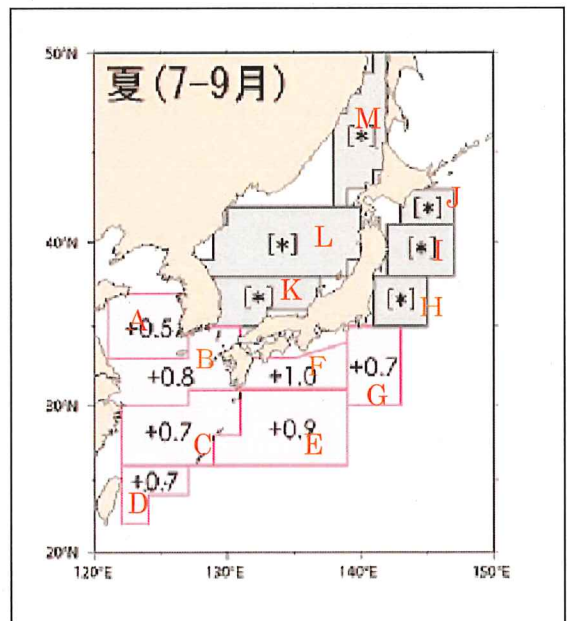 50°N
夏(7-9月)
M
[*]
J
[*]
40°N
L
[*]
I
[*]
K
[*]
[*]
H
A
+0.5
B
F
+0.8
+1.0
+0.7
30°N
G
+0.7
C
+0.9
E
+0.7
D
20°N
120°E 130°E 140°E 150°E